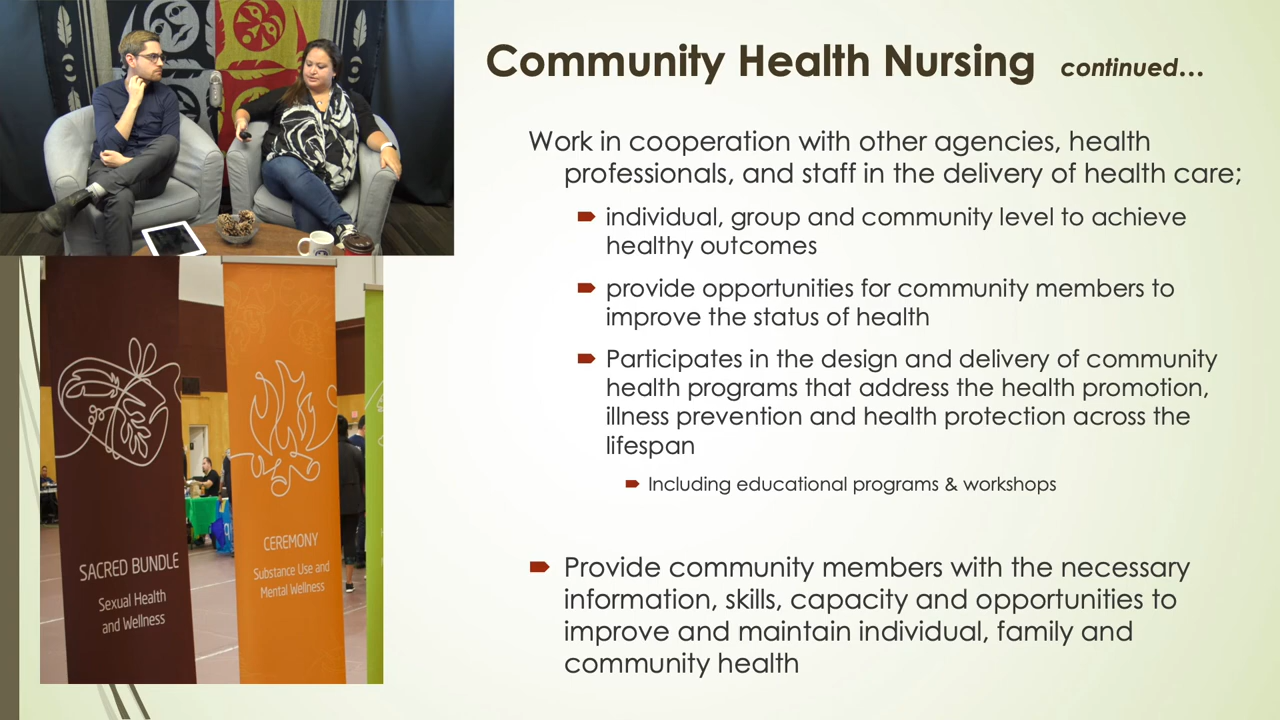 Community Health Nursing continued...
Work in cooperation with other agencies, health
professionals, and staff in the delivery of health care;
individual, group and community level to achieve
healthy outcomes
provide opportunities for community members to
improve the status of health
Participates in the design and delivery of community
health programs that address the health promotion,
illness prevention and health protection across the
lifespan
Including educational programs & workshops
Provide community members with the necessary
information, skills, capacity and opportunities to
improve and maintain individual, family and
community health
SACRED BUNDLE
Sexual Health
and Wellness
CEREMONY
Substance Use and
Mental Wellness